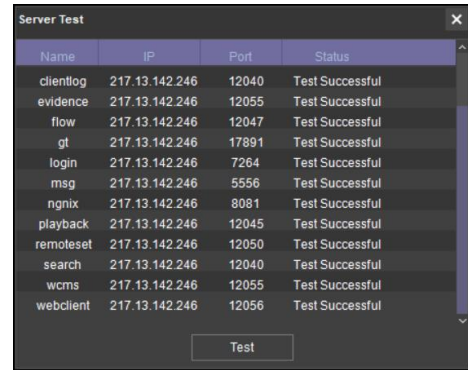 Server Test
Name IP Port Status
clientlog 217.13.142.246 12040 Test Successful
evidence 217.13.142.246 12055 Test Successful
flow 217.13.142.246 12047 Test Successful
gt 217.13.142.246 17891 Test Successful
login 217.13.142.246 7264 Test Successful
msg 217.13.142.246 5556 Test Successful
ngnix 217.13.142.246 8081 Test Successful
playback 217.13.142.246 12045 Test Successful
remoteset 217.13.142.246 12050 Test Successful
search 217.13.142.246 12040 Test Successful
wcms 217.13.142.246 12055 Test Successful
webclient 217.13.142.246 12056 Test Successful
Test